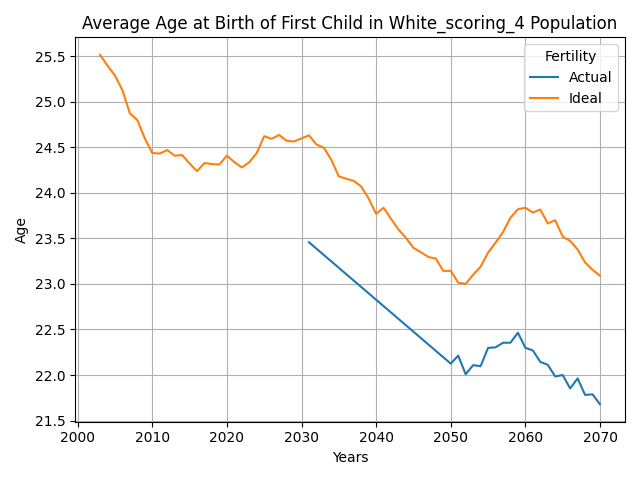 Average Age at Birth of First Child in White_scoring_4 Population
Fertility
Actual
Ideal
Age
25.5
25.0
24.5
24.0
23.5
23.0
22.5
22.0
21.5
2000 2010 2020 2030 2040 2050 2060 2070
Years